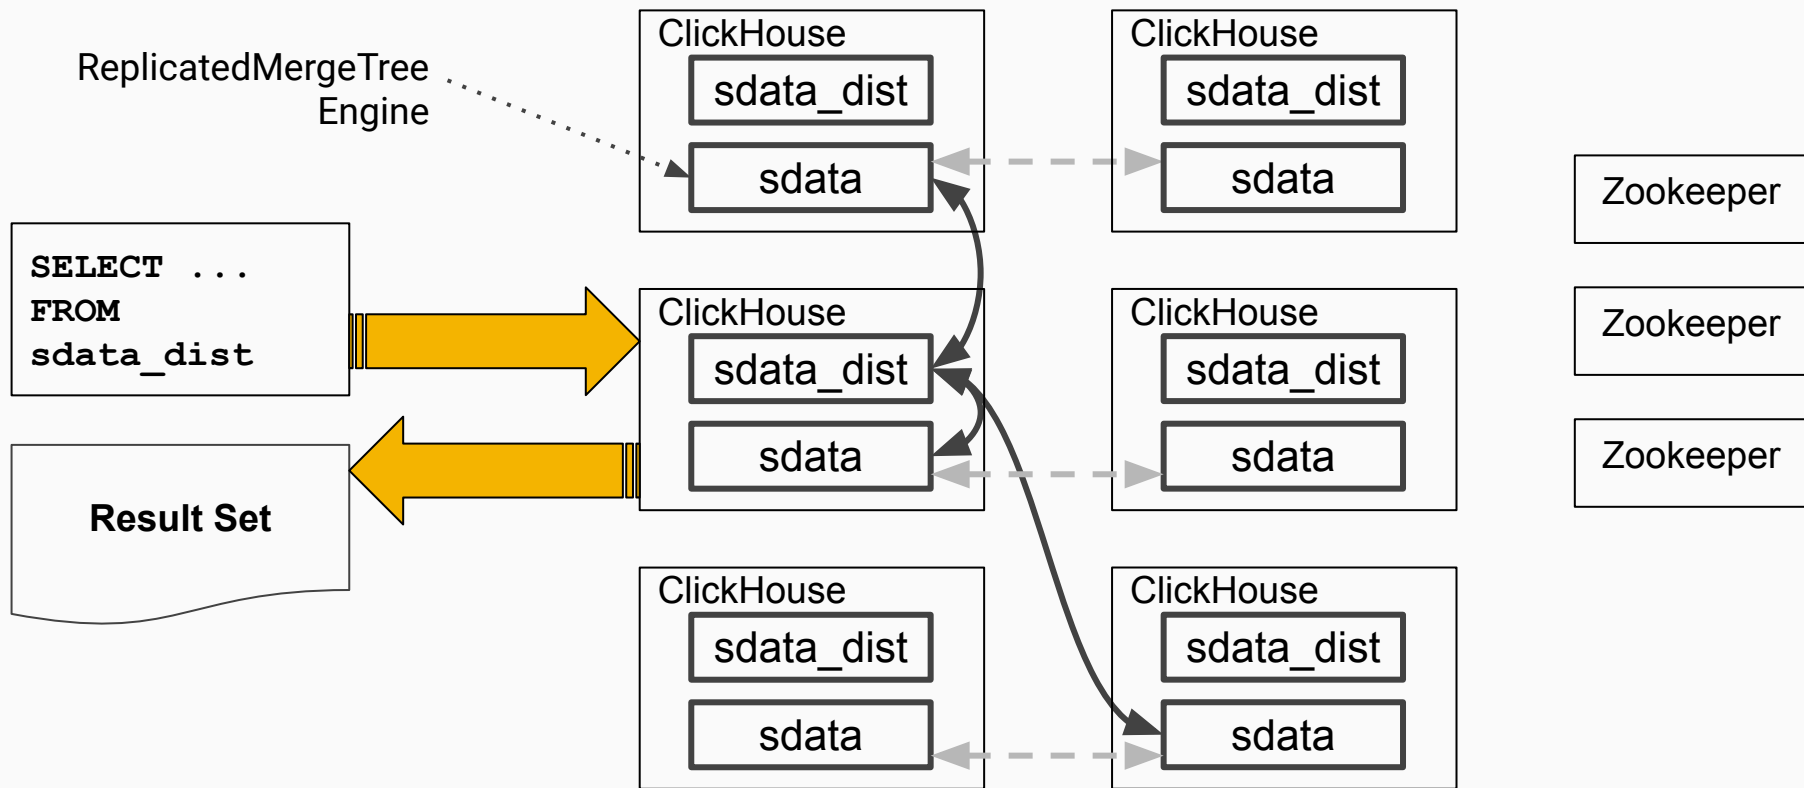 ReplicatedMergeTree
Engine
SELECT ...
FROM
sdata_dist
Result Set
ClickHouse
sdata_dist
sdata
ClickHouse
sdata_dist
sdata
ClickHouse
sdata_dist
sdata
ClickHouse
sdata_dist
sdata
ClickHouse
sdata_dist
sdata
ClickHouse
sdata_dist
sdata
Zookeeper
Zookeeper
Zookeeper